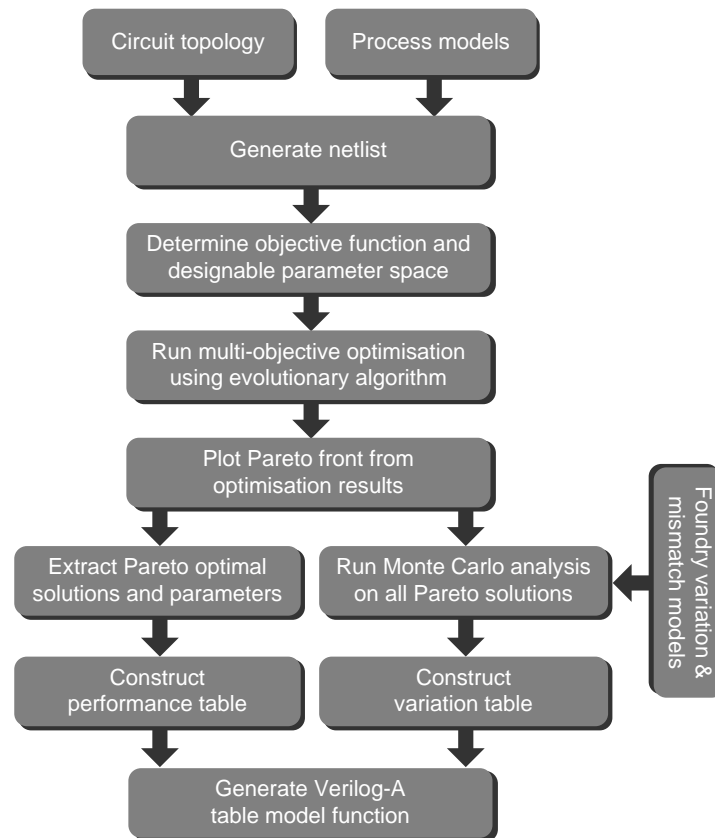 Circuit topology
Process models
Generate netlist
Determine objective function and
designable parameter space
Run multi-objective optimisation
using evolutionary algorithm
Plot Pareto front from
optimisation results
Extract Pareto optimal
solutions and parameters
Run Monte Carlo analysis
on all Pareto solutions
Foundry variation &
mismatch models
Construct
performance table
Construct
variation table
Generate Verilog-A
table model function